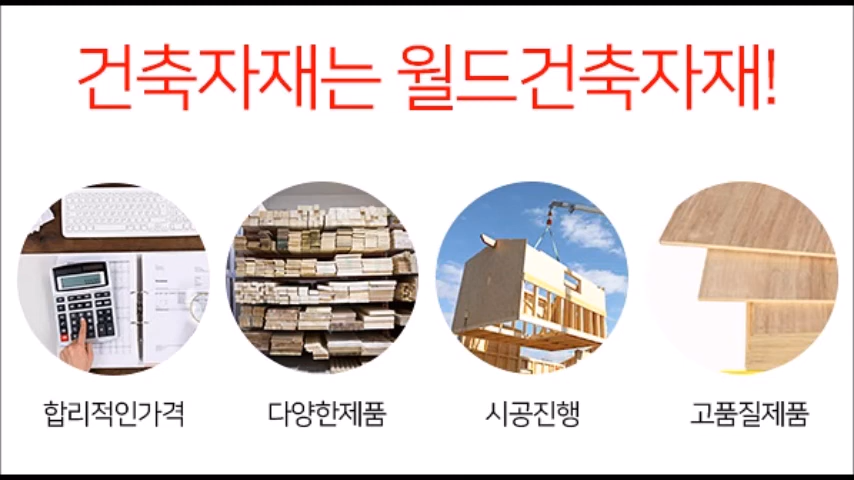 건축자재는 월드건축자재!
합리적인가격
다양한제품
시공진행
고품질제품